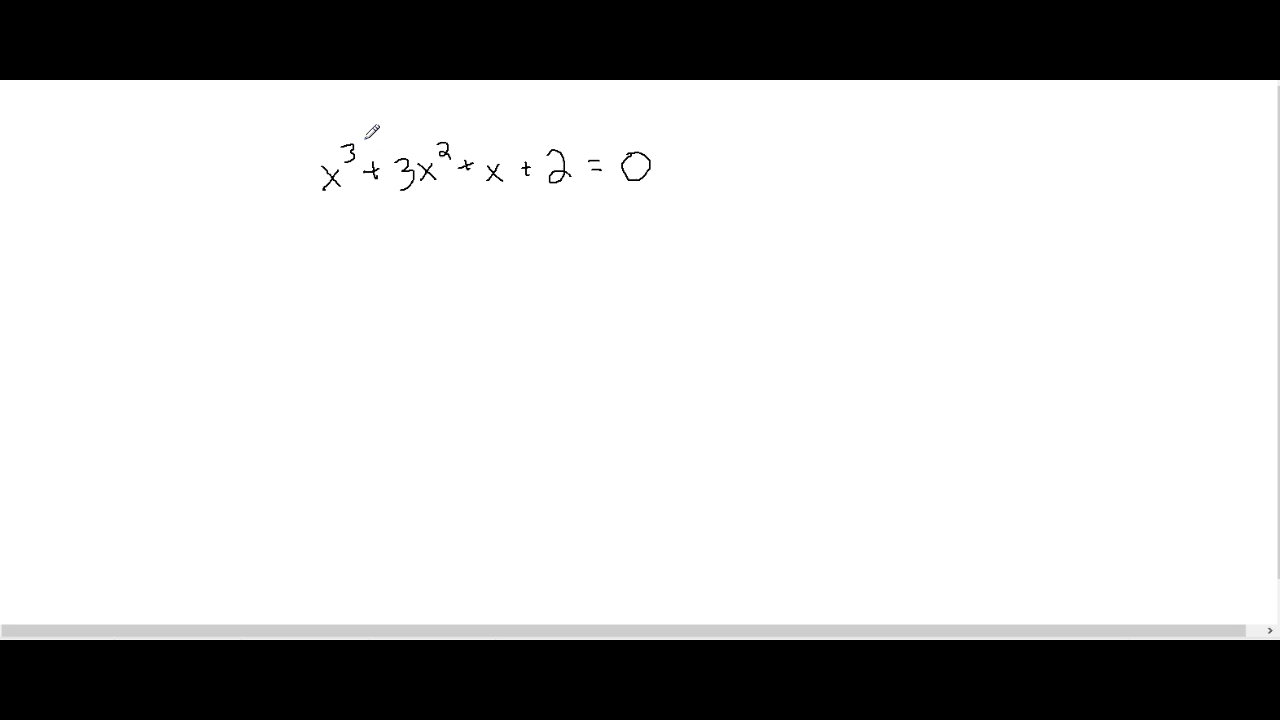 x³ + 3x² + x + 2 = 0